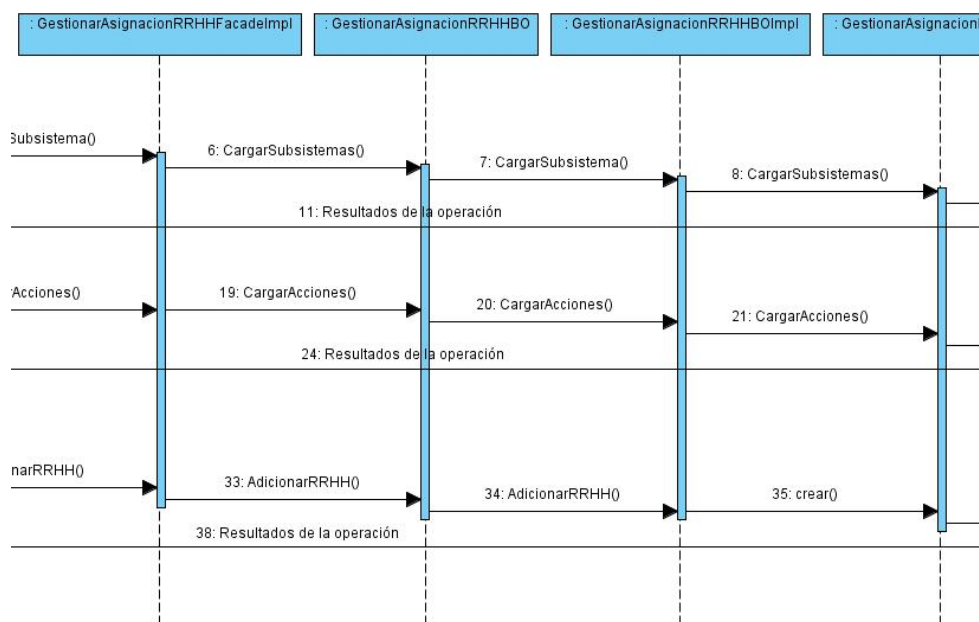 : GestionarAsignacionRRHHFacadeImpl
: GestionarAsignacionRRHHBO
: GestionarAsignacionRRHHBOImpl
: GestionarAsignacion
Subsistema()
6: CargarSubsistemas()
7: CargarSubsistema()
8: CargarSubsistemas()
11: Resultados de la operación
rAcciones()
19: CargarAcciones()
20: CargarAcciones()
21: CargarAcciones()
24: Resultados de la operación
narRRHH()
33: AdicionarRRHH()
34: AdicionarRRHH()
35: crear()
38: Resultados de la operación